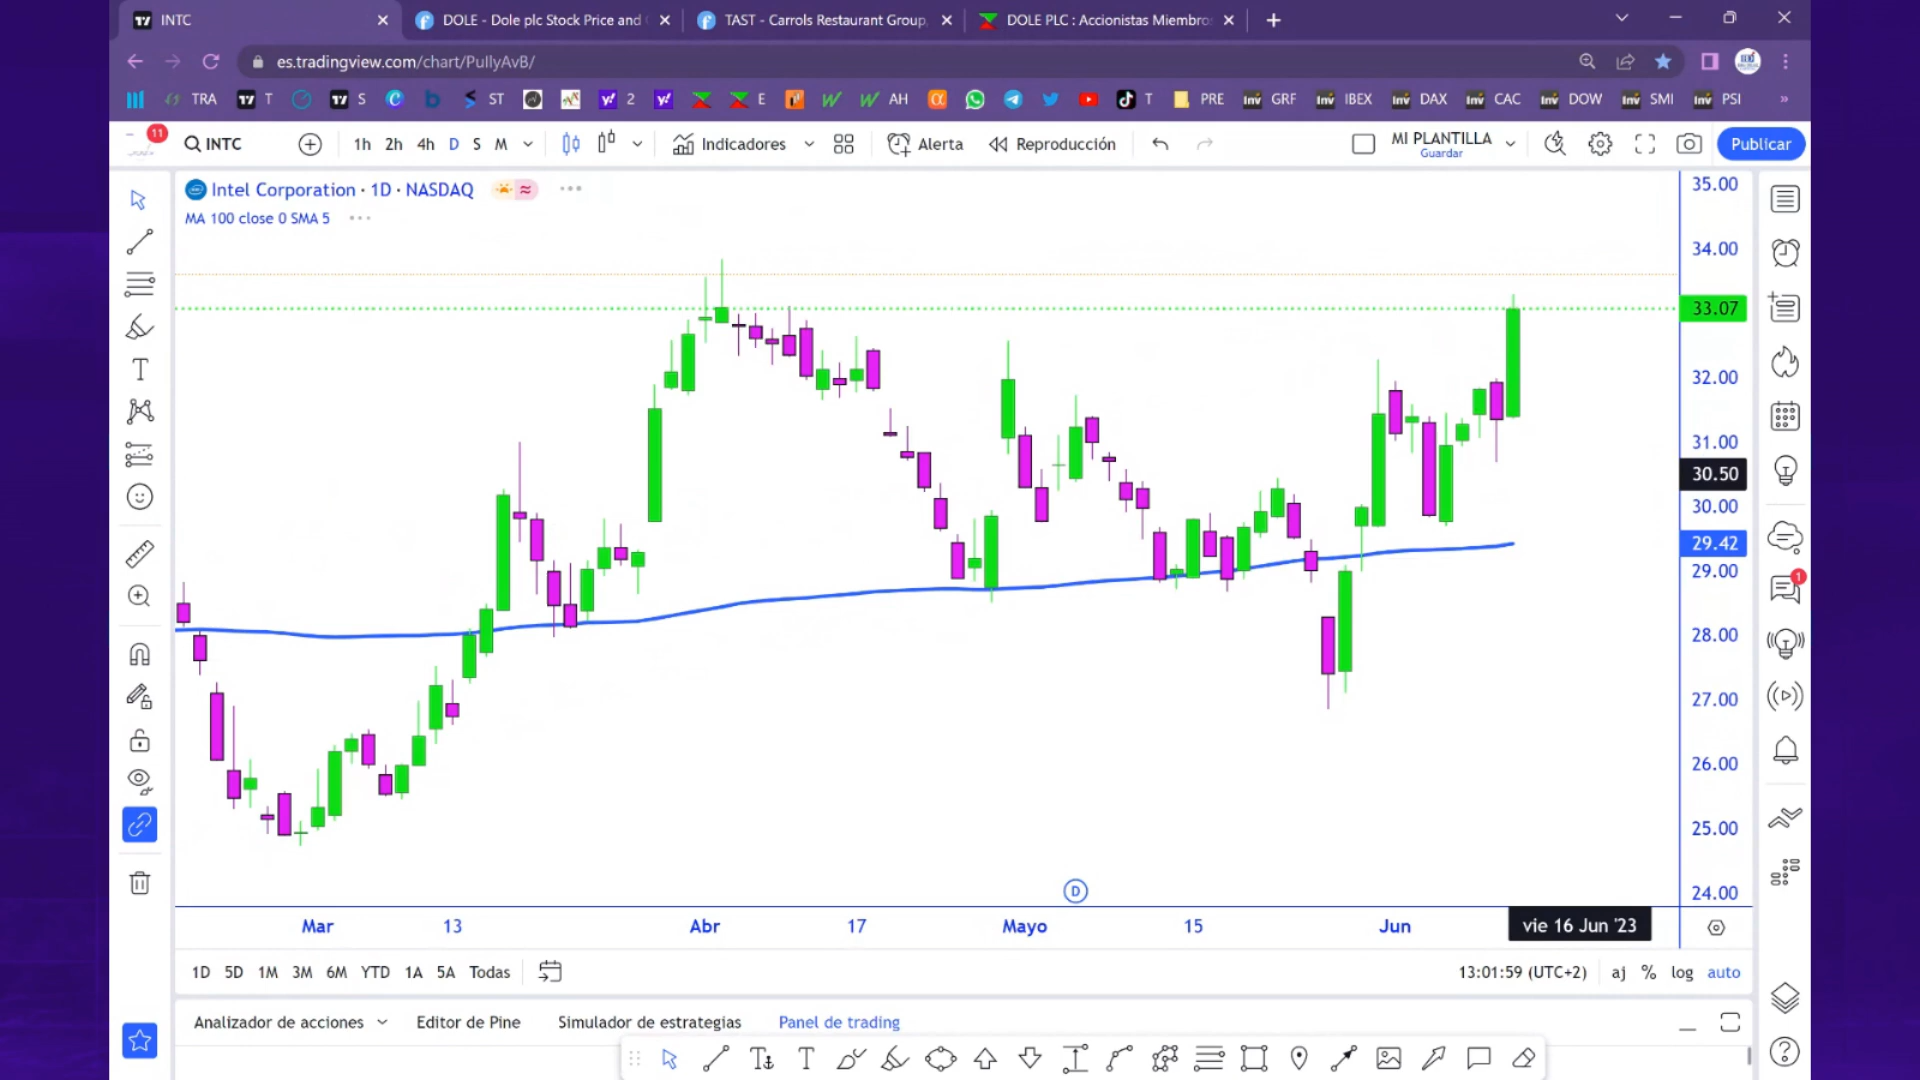 INTC
DOLE - Dole plc Stock Price and
TAST - Carrols Restaurant Group,
DOLE PLC : Accionistas Miembros
es.tradingview.com/chart/PullyAvB/
TRA
T
S
ST
2
E
AH
T
PRE
GRF
IBEX
DAX
CAC
DOW
SMI
PSI
11
INTC
1h 2h 4h D S M
Indicadores
Alerta
Reproducción
MI PLANTILLA
Guardar
Publicar
Intel Corporation · 1D · NASDAQ
MA 100 close 0 SMA 5
35.00
34.00
33.07
32.00
31.00
30.50
30.00
29.42
29.00
28.00
27.00
26.00
25.00
24.00
1
D
Mar 13 Abr 17 Mayo 15 Jun vie 16 Jun '23
1D 5D 1M 3M 6M YTD 1A 5A Todas
13:01:59 (UTC+2) aj % log auto
Analizador de acciones Editor de Pine Simulador de estrategias Panel de trading